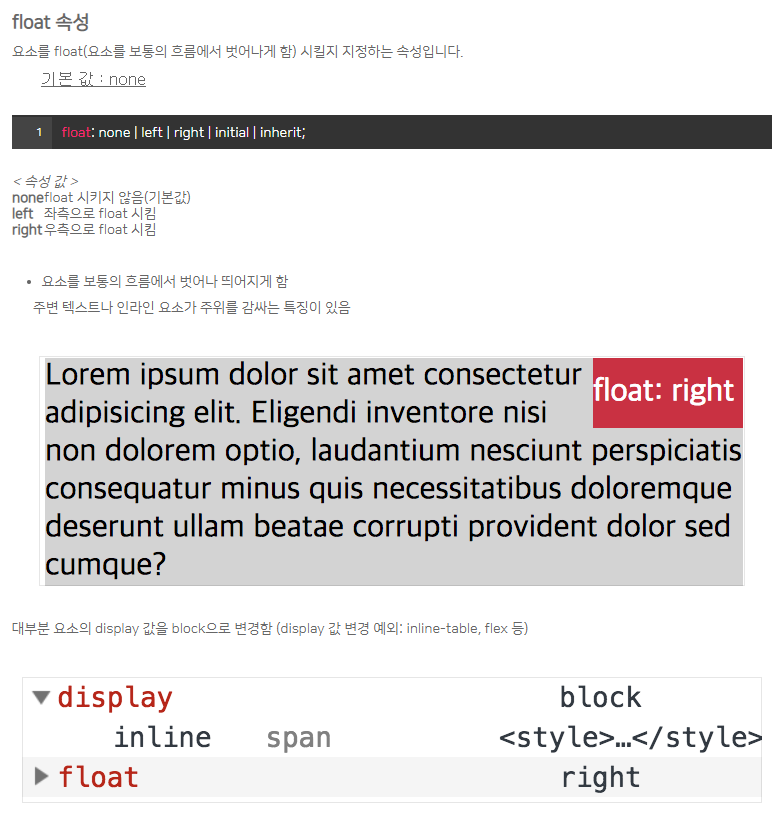 float 속성
요소를 float(요소를 보통의 흐름에서 벗어나게 함) 시킬지 지정하는 속성입니다.
기본 값 : none
1 float: none | left | right | initial | inherit;
< 속성 값 >
none float 시키지 않음(기본값)
left 좌측으로 float 시킴
right 우측으로 float 시킴
• 요소를 보통의 흐름에서 벗어나 띄어지게 함
주변 텍스트나 인라인 요소가 주위를 감싸는 특징이 있음
Lorem ipsum dolor sit amet consectetur float: right
adipisicing elit. Eligendi inventore nisi
non dolorem optio, laudantium nesciunt perspiciatis
consequatur minus quis necessitatibus doloremque
deserunt ullam beatae corrupti provident dolor sed
cumque?
대부분 요소의 display 값을 block으로 변경함 (display 값 변경 예외: inline-table, flex 등)
display block
inline span <style>…</style>
float right